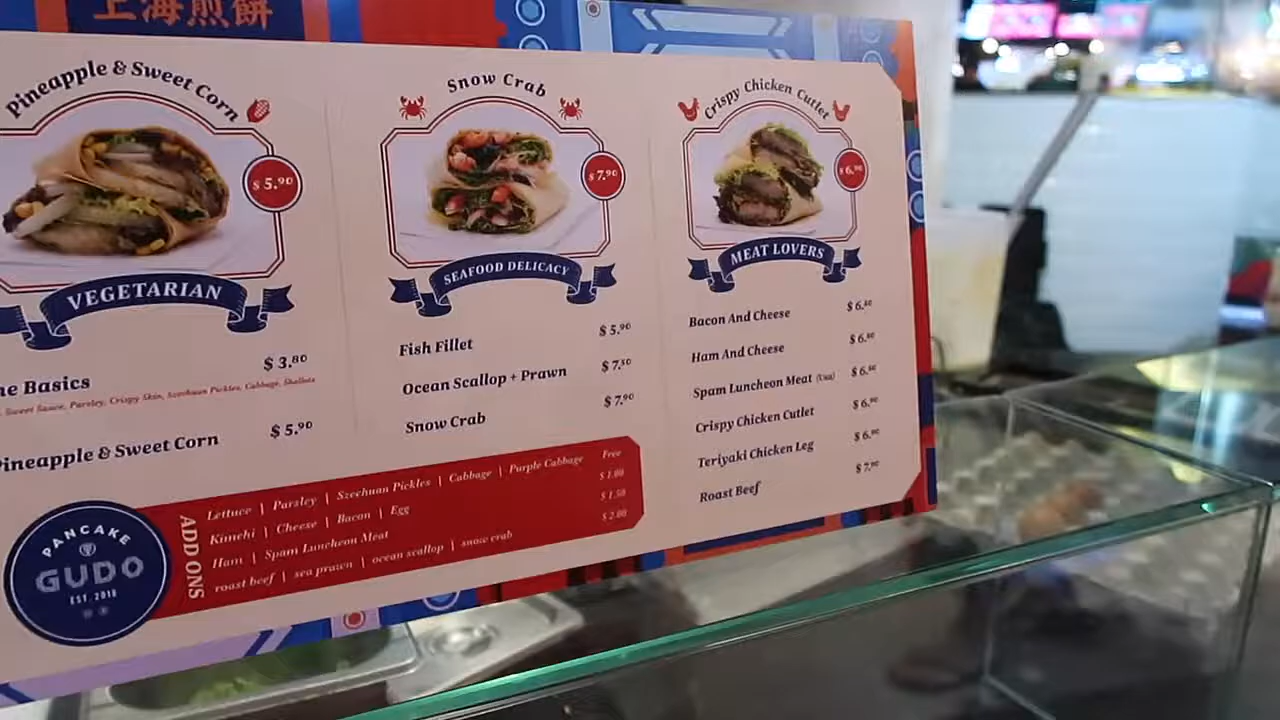 上海煎餅
Pineapple & Sweet Corn
$5.90
VEGETARIAN
$3.80
ne Basics
Sweet Sauce, Parsley, Crispy Skin, Szechuan Pickles, Cabbage, Shallots
Pineapple & Sweet Corn $5.90
Snow Crab
$7.90
SEAFOOD DELICACY
Fish Fillet $5.90
Ocean Scallop + Prawn $7.50
Snow Crab $7.90
Crispy Chicken Cutlet
$6.90
MEAT LOVERS
Bacon And Cheese $6.40
Ham And Cheese
Spam Luncheon Meat
Crispy Chicken Cutlet $6.90
Teriyaki Chicken Leg $6.90
Roast Beef $7.90
PANCAKE
GUDO
EST. 2018
ADD ONS
Lettuce | Parsley | Szechuan Pickles | Cabbage | Purple Cabbage Free
Kimchi | Cheese | Bacon | Egg $1.00
Ham | Spam Luncheon Meat $1.50
roast beef | sea prawn | ocean scallop | snow crab $2.00